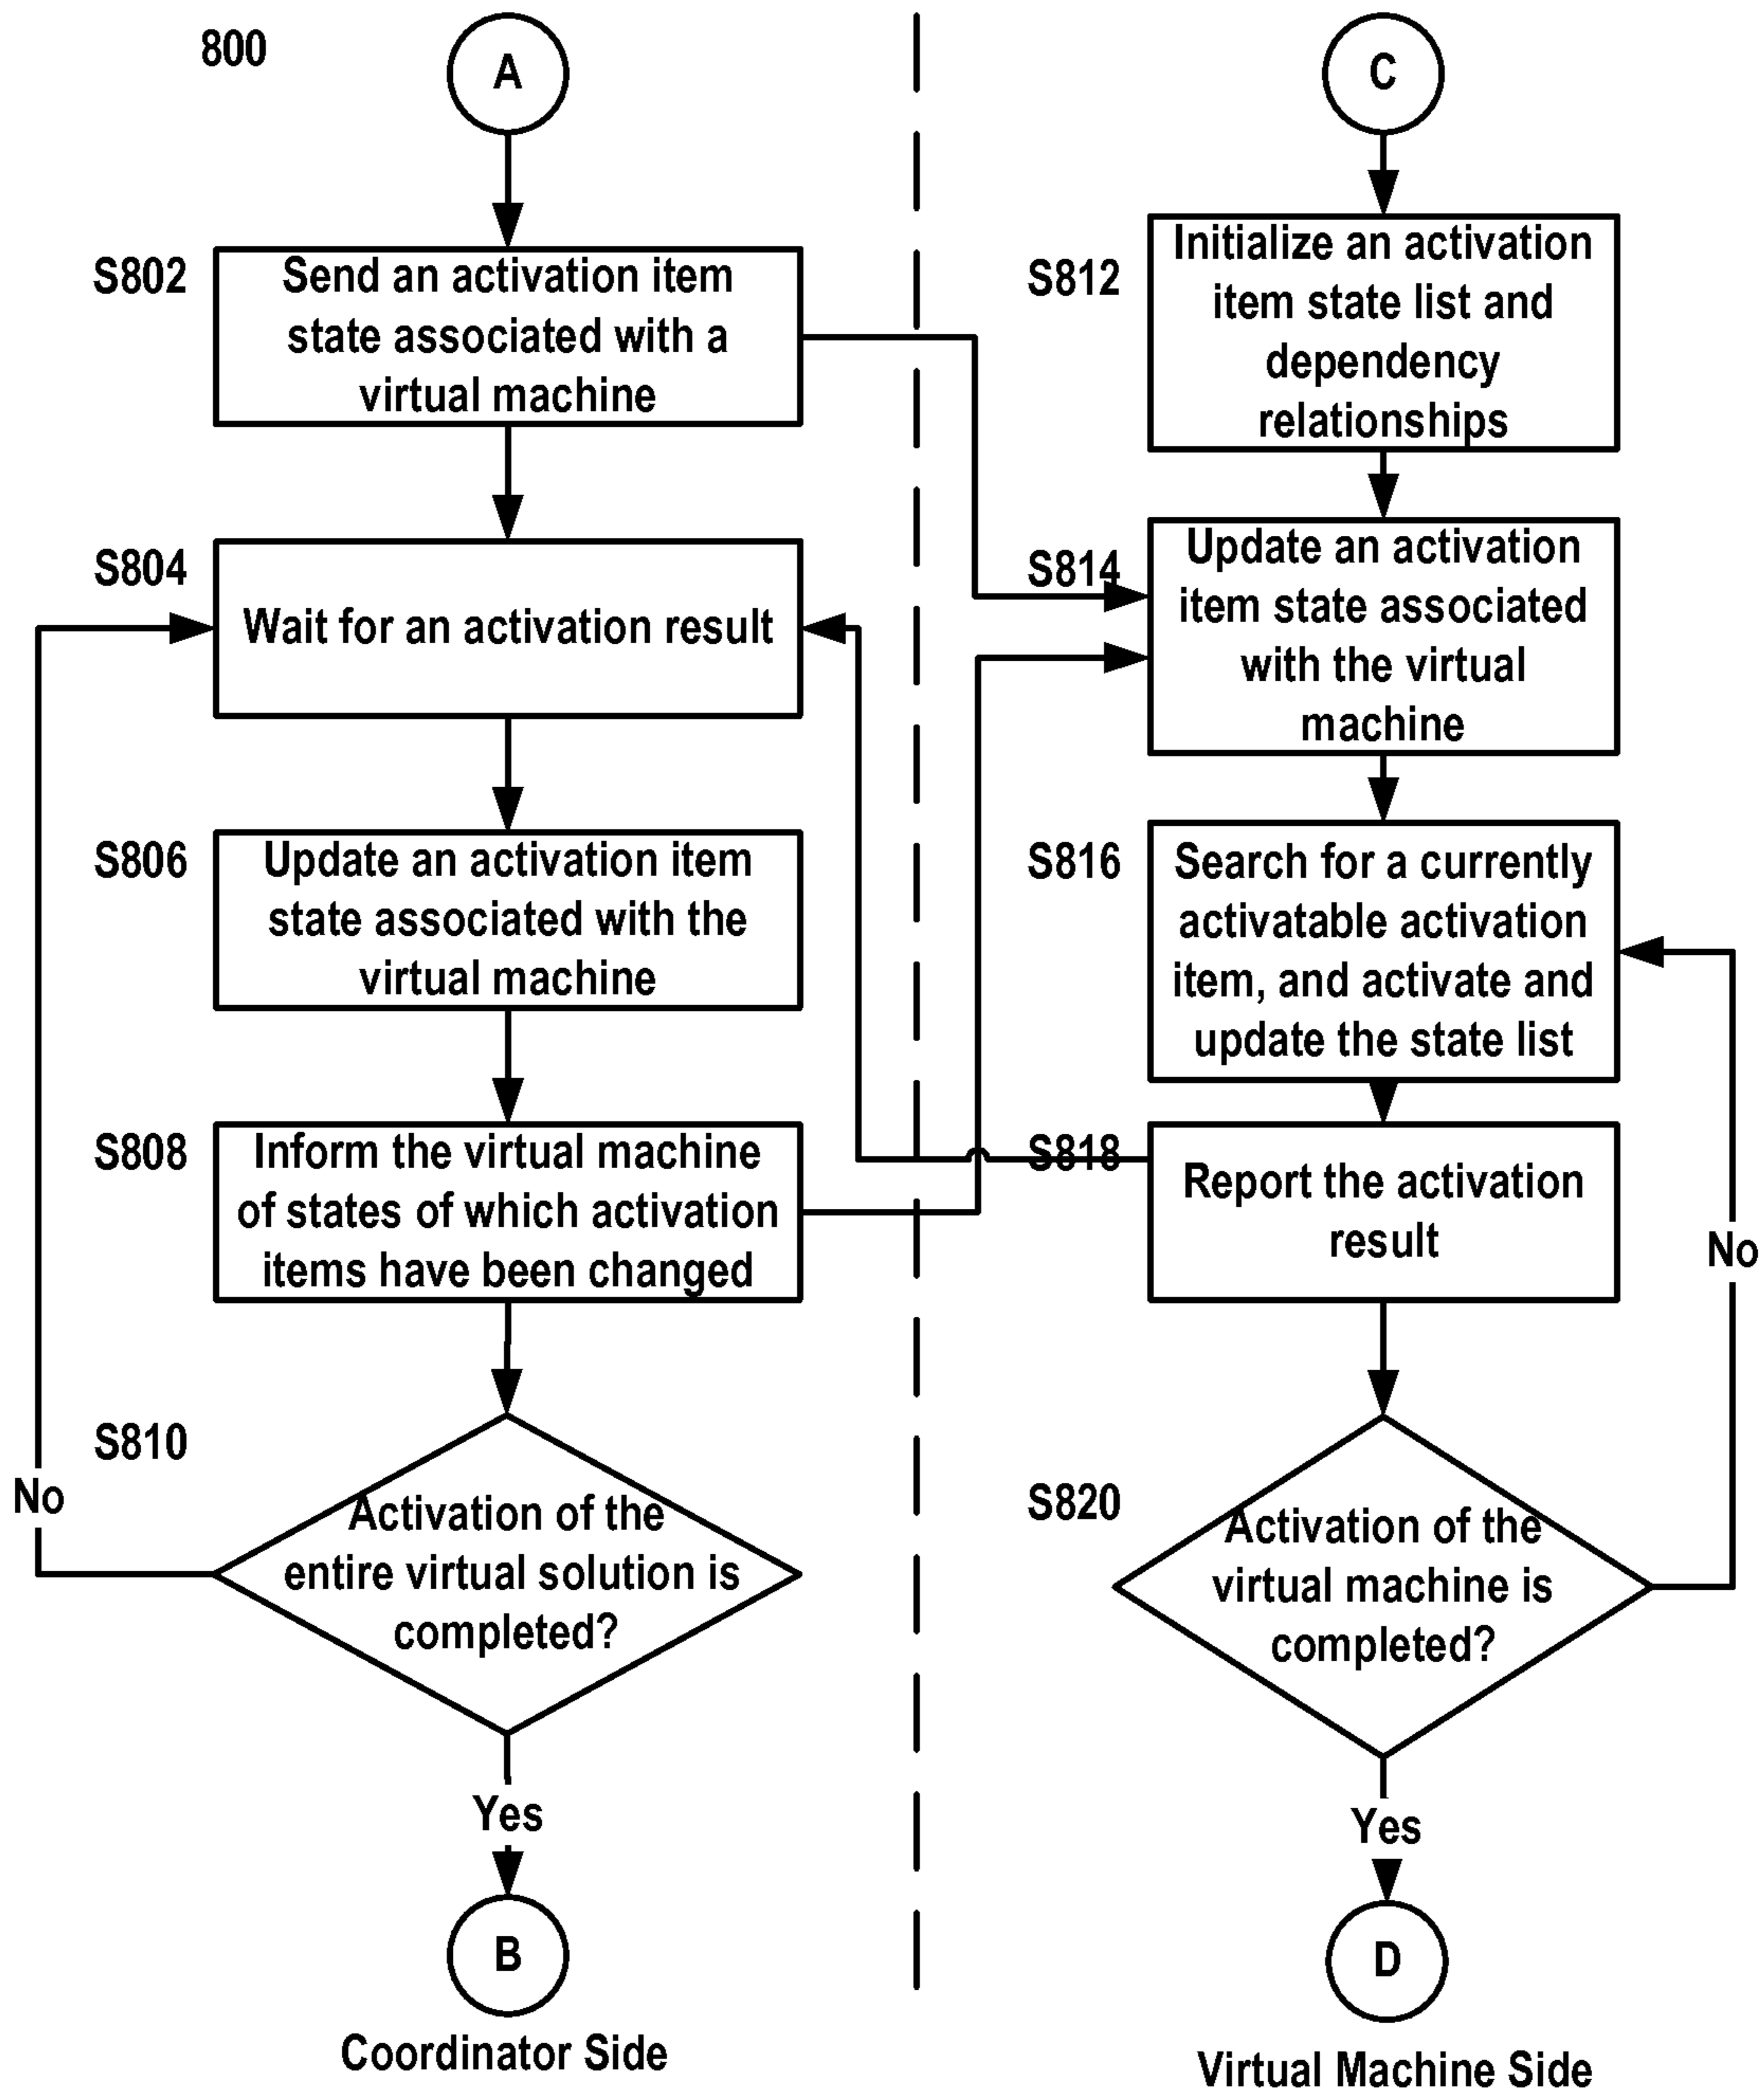 800
A
S802
Send an activation item
state associated with a
virtual machine
S804
Wait for an activation result
S806
Update an activation item
state associated with the
virtual machine
S808
Inform the virtual machine
of states of which activation
items have been changed
S810
Activation of the
entire virtual solution is
completed?
No
Yes
B
Coordinator Side
C
S812
Initialize an activation
item state list and
dependency
relationships
S814
Update an activation
item state associated
with the virtual
machine
S816
Search for a currently
activatable activation
item, and activate and
update the state list
S818
Report the activation
result
No
S820
Activation of the
virtual machine is
completed?
Yes
D
Virtual Machine Side